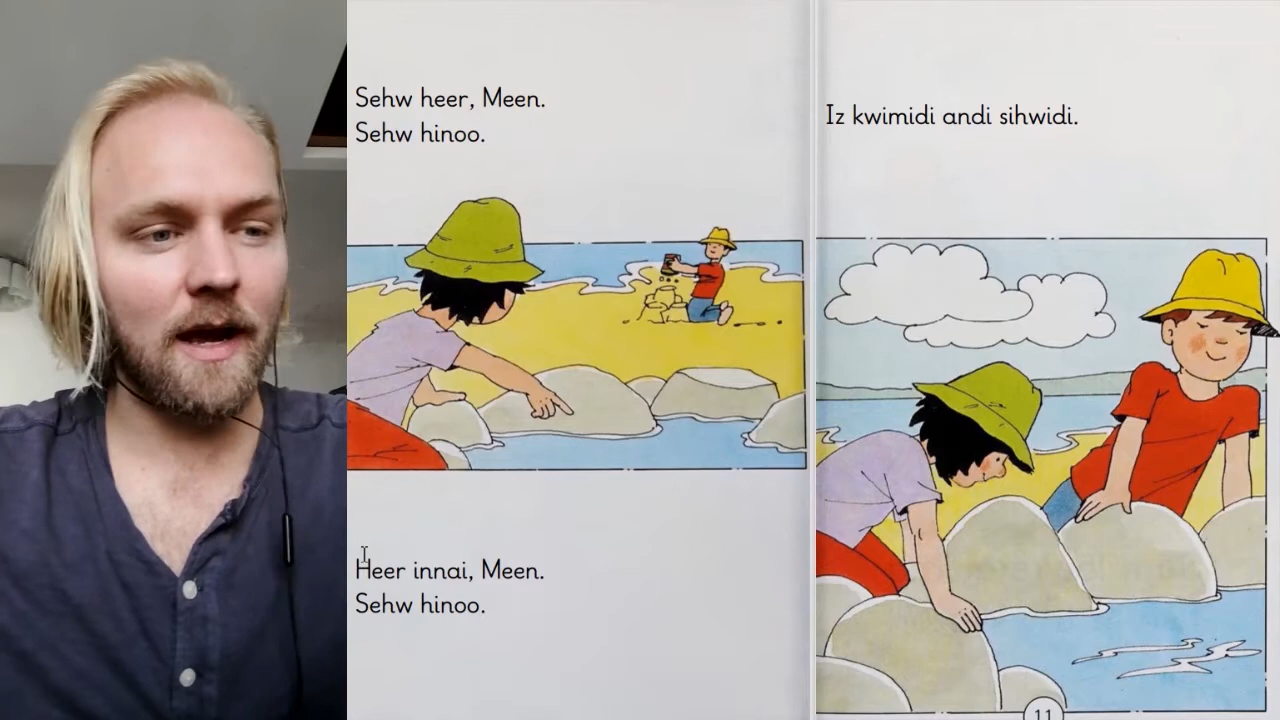 Sehw heer, Meen.
Sehw hinoo.
Heer innai, Meen.
Sehw hinoo.
Iz kwimidi andi sihwidi.
11